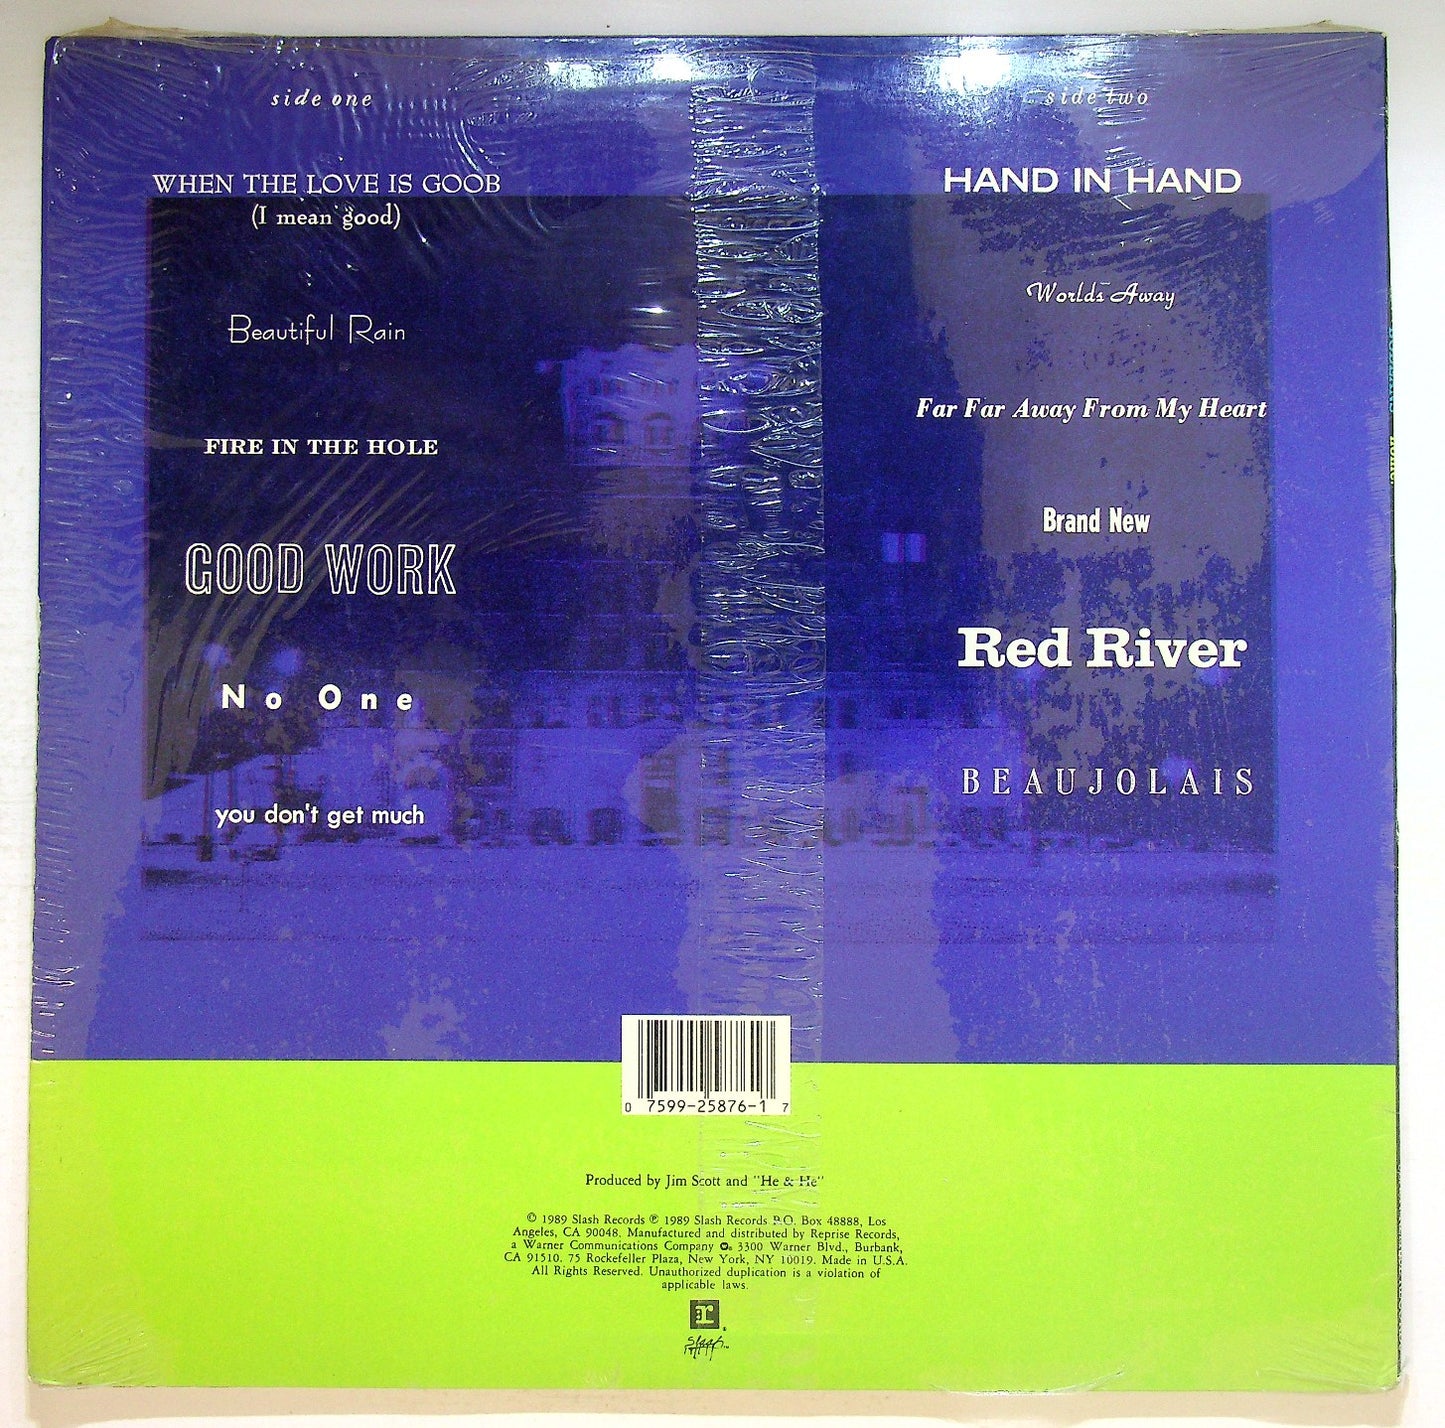 side one
WHEN THE LOVE IS GOOB
(I mean good)
Beautiful Rain
FIRE IN THE HOLE
GOOD WORK
No One
you don't get much
side two
HAND IN HAND
Worlds Away
Far Far Away From My Heart
Brand New
Red River
BEAUJOLAIS
0 7599-25876-1 7
Produced by Jim Scott and "He & He"
© 1989 Slash Records ℗ 1989 Slash Records P.O. Box 48888, Los
Angeles, CA 90048. Manufactured and distributed by Reprise Records,
a Warner Communications Company 3300 Warner Blvd., Burbank,
CA 91510. 75 Rockefeller Plaza, New York, NY 10019. Made in U.S.A.
All Rights Reserved. Unauthorized duplication is a violation of
applicable laws.
:r
Slash